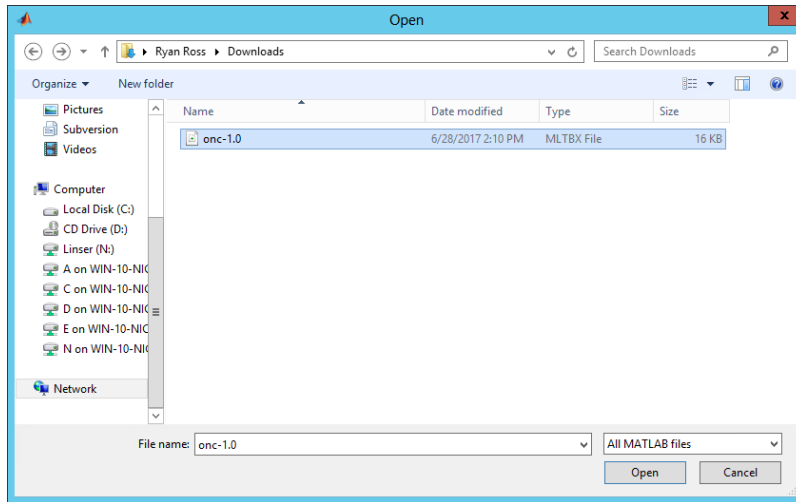 Open
x
Ryan Ross Downloads
Search Downloads
Organize New folder
Pictures
Subversion
Videos
Computer
Local Disk (C:)
CD Drive (D:)
Linser (N:)
A on WIN-10-NIC
C on WIN-10-NIC
D on WIN-10-NIC
E on WIN-10-NIC
N on WIN-10-NIC
Network
Name Date modified Type Size
onc-1.0 6/28/2017 2:10 PM MLTBX File 16 KB
File name: onc-1.0 All MATLAB files
Open Cancel